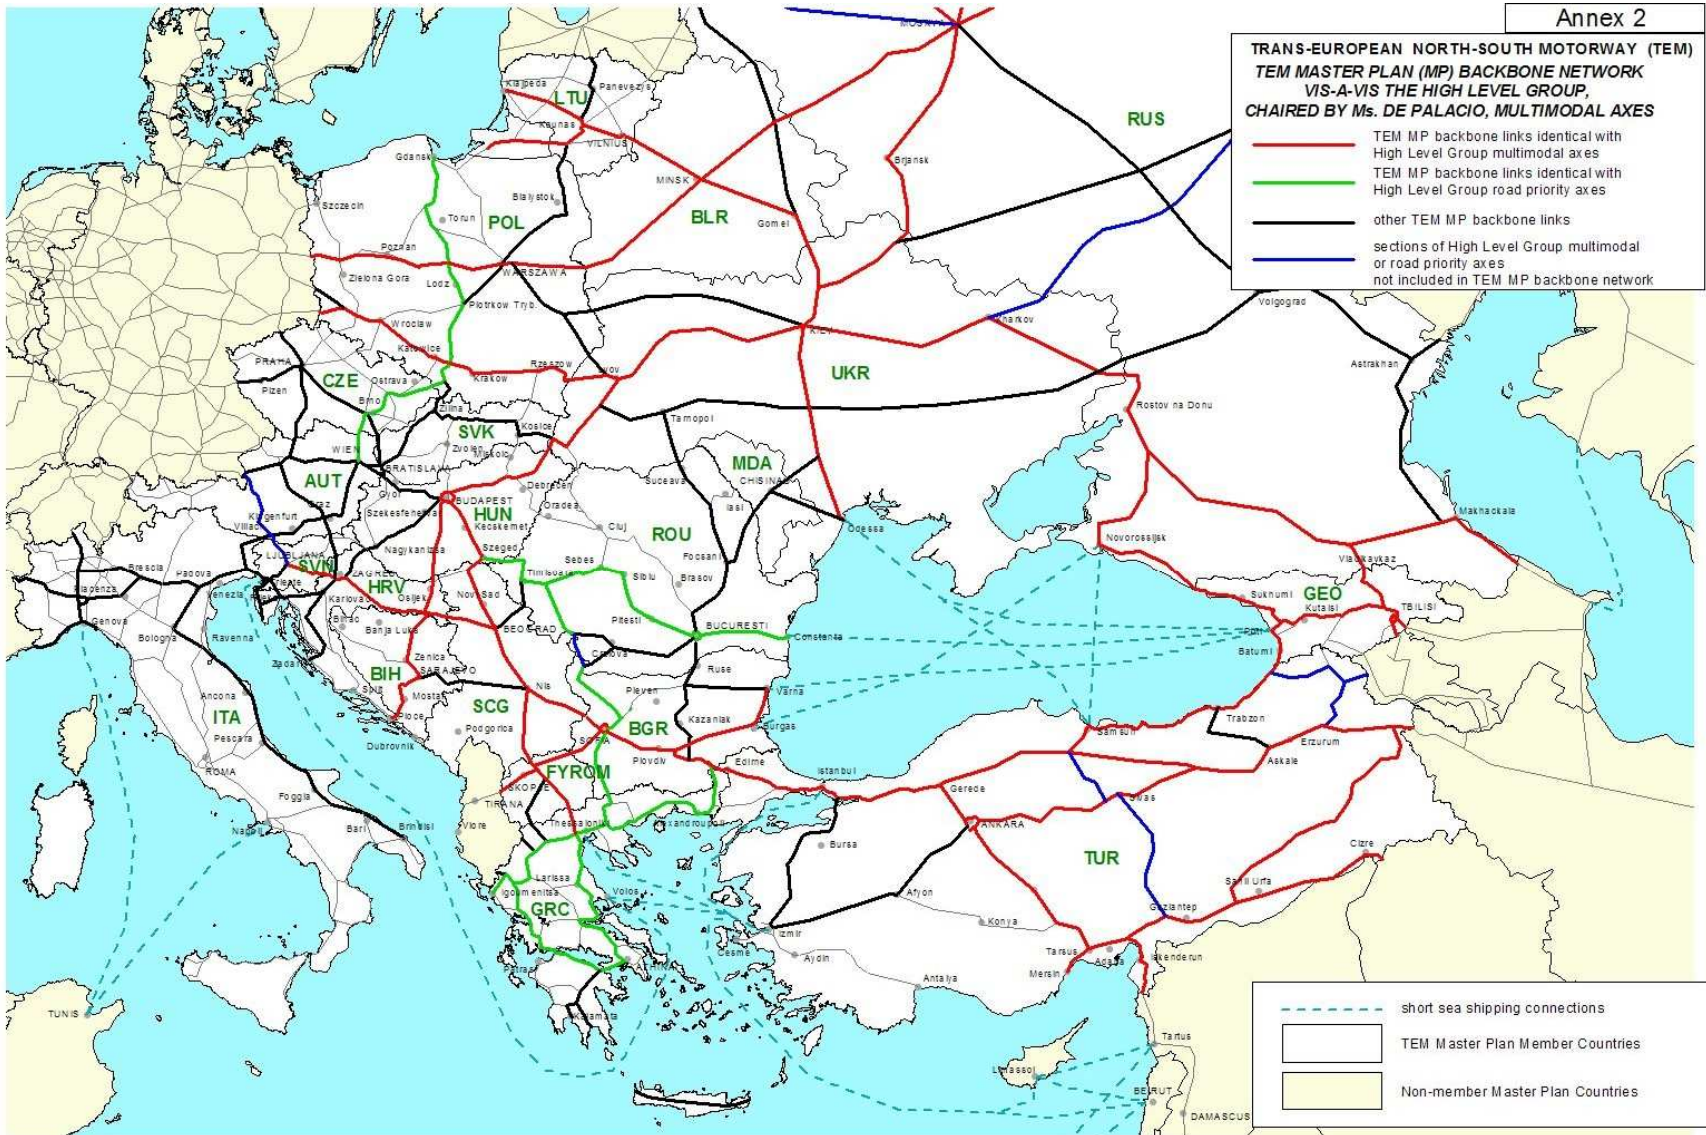 Annex 2
TRANS-EUROPEAN NORTH-SOUTH MOTORWAY (TEM)
TEM MASTER PLAN (MP) BACKBONE NETWORK
VIS-A-VIS THE HIGH LEVEL GROUP,
CHAIRED BY Ms. DE PALACIO, MULTIMODAL AXES
TEM MP backbone links identical with
High Level Group multimodal axes
TEM MP backbone links identical with
High Level Group road priority axes
other TEM MP backbone links
sections of High Level Group multimodal
or road priority axes
not included in TEM MP backbone network
Klajpeda
Panevezys
LTU
Kaunas
VILNIUS
RUS
Gdansk
Brjansk
MINSK
Bialystok
Szczecin
Torun
POL
BLR
Gomel
Poznan
WARSZAWA
Zielona Gora
Lodz
Piotrkow Tryb.
Volgograd
Wroclaw
KIEV
Kharkov
Katowice
PRAHA
Rzeszow
Astrakhan
CZE
Ostrava
Krakow
UKR
Plzen
Brno
Zilina
Rostov na Donu
Tarnopol
SVK
Kosice
WIEN
Zvolen
Miskolc
BRATISLAVA
MDA
AUT
Gyor
Suceava
CHISINAU
Debrecen
BUDAPEST
Graz
Szekesfehervar
HUN
Oradea
Iasi
Makhackala
Klagenfurt
Villach
Kecskemet
Cluj
ROU
Odessa
Novorossijsk
LJUBLJANA
Nagykanizsa
Szeged
Sebes
Focsani
Vladikavkaz
Brescia
Padova
SVN
ZAGREB
Timisoara
Sibiu
Brasov
Piacenza
Venezia
Trieste
HRV
Osijek
Novi Sad
Sukhumi
GEO
Kutaisi
TBILISI
Genova
Karlovac
Bihac
Banja Luka
BEOGRAD
Pitesti
BUCURESTI
Constanta
Poti
Bologna
Ravenna
Craiova
Batumi
Zadar
Zenica
SARAJEVO
Ruse
BIH
Split
Mostar
Nis
Pleven
Varna
Ancona
ITA
Ploce
SCG
Kazanlak
Burgas
Trabzon
Pescara
Dubrovnik
Podgorica
SOFIA
BGR
Samsun
Erzurum
ROMA
FYROM
Plovdiv
Edirne
Istanbul
Askale
SKOPJE
Foggia
TIRANA
Gerede
Sivas
Napoli
Bari
Brindisi
Vlore
Thessaloniki
Alexandroupoli
ANKARA
Bursa
TUR
Cizre
Larissa
Igoumenitsa
Volos
Afyon
Sanli Urfa
GRC
Konya
Gaziantep
Izmir
Cesme
Tarsus
Adana
Iskenderun
Patras
ATHINA
Aydin
Mersin
Antalya
TUNIS
Kalamata
short sea shipping connections
Tartus
TEM Master Plan Member Countries
Limassol
BEIRUT
Non-member Master Plan Countries
DAMASCUS